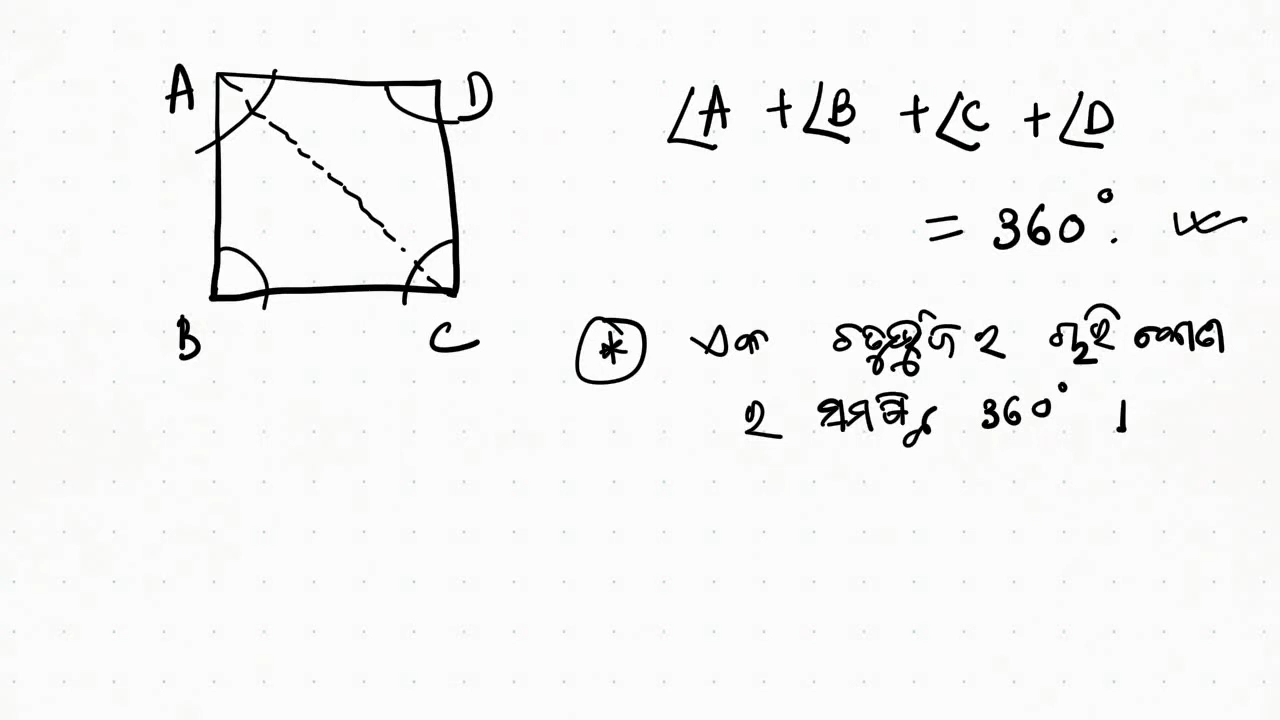 A
D
B
C
∠A + ∠B + ∠C + ∠D
= 360°.
* ଏକ ଚତୁର୍ଭୁଜ ର ଚାରି କୋଣ
ର ସମଷ୍ଟି 360° ।